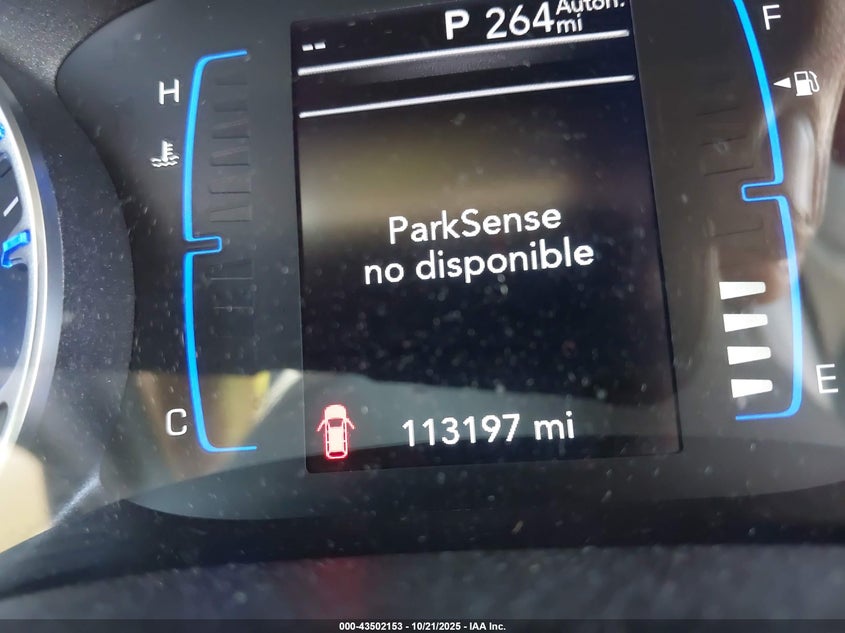 P 264 mi Auton.
--
F
H
ParkSense
no disponible
E
C
113197 mi
000-43502153 - 10/21/2025 - IAA Inc.